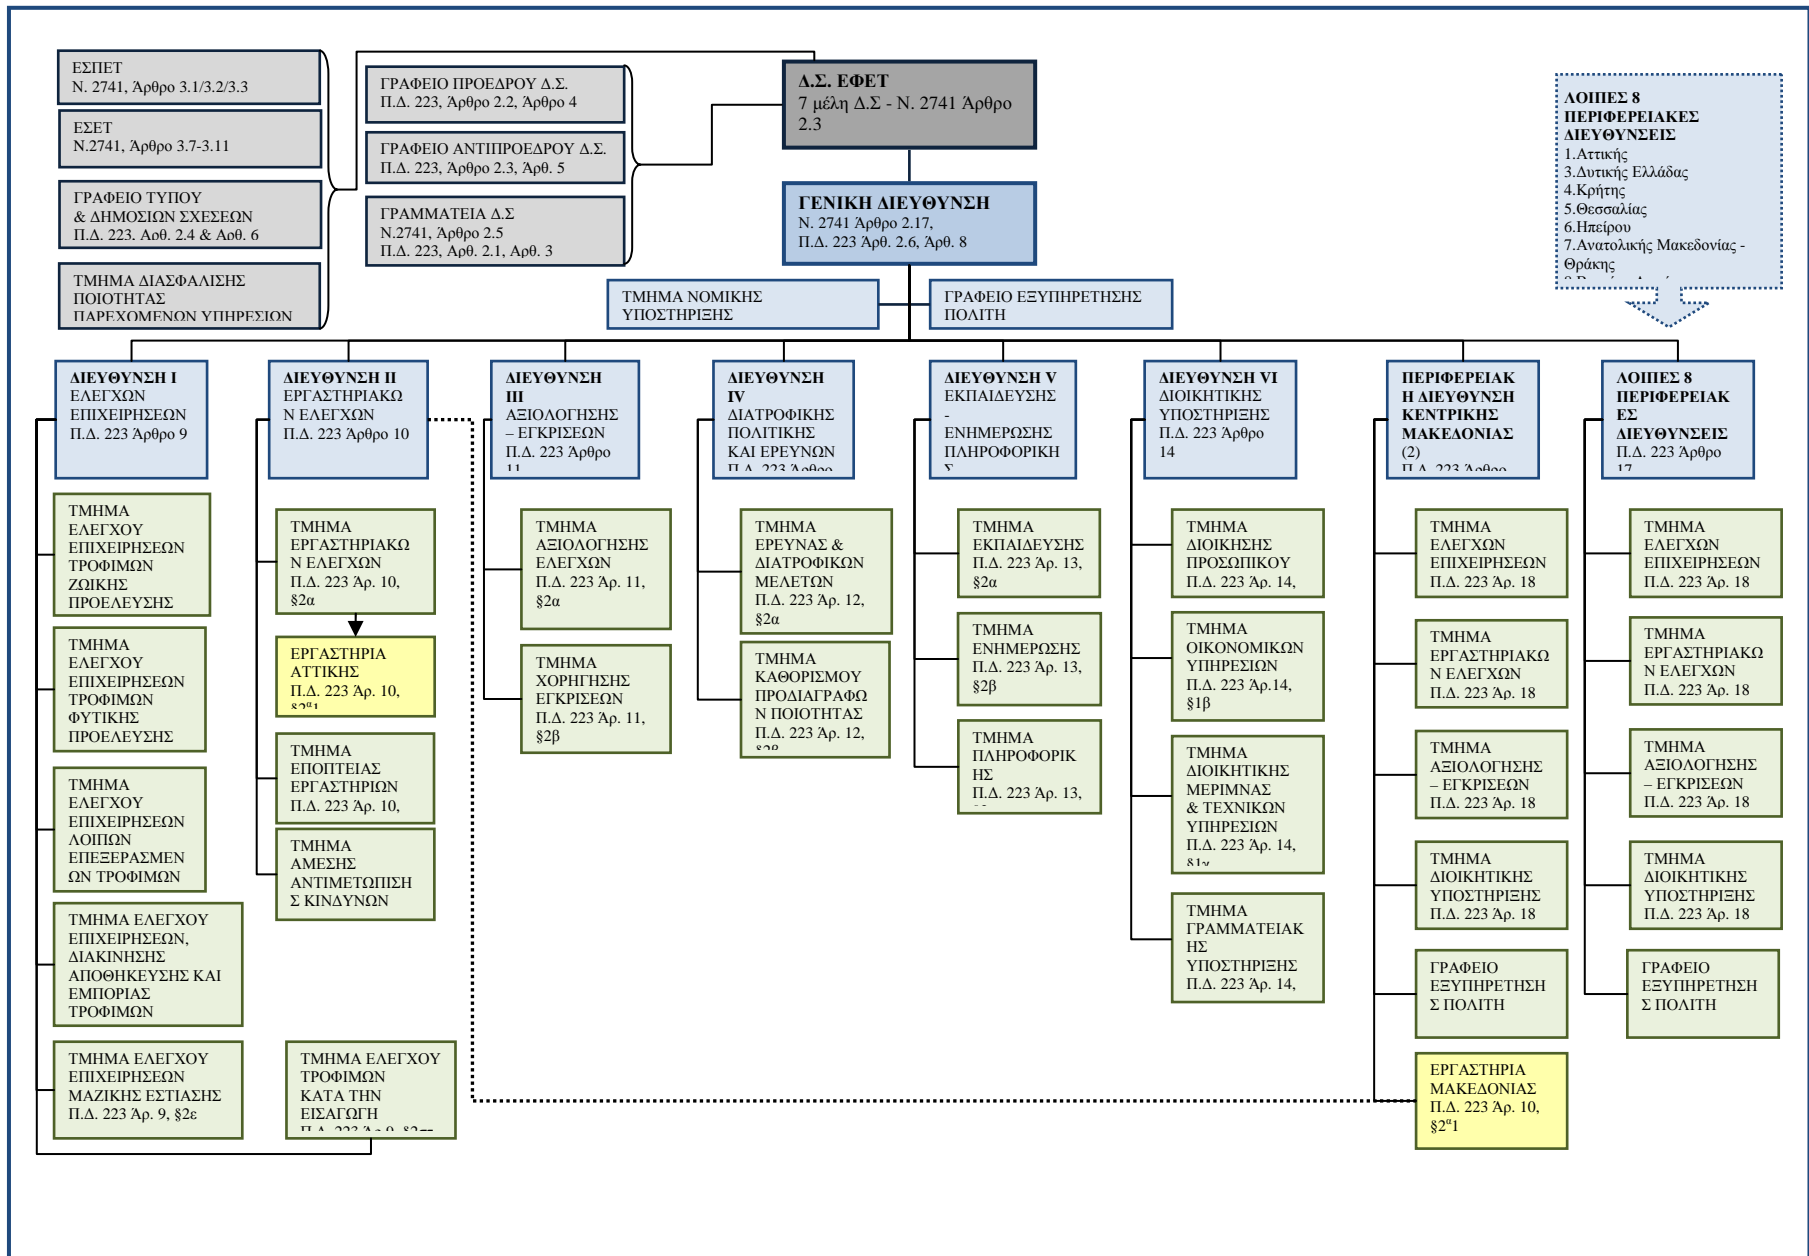 ΕΣΠΕΤ
Ν. 2741, Άρθρο 3.1/3.2/3.3
ΕΣΕΤ
Ν.2741, Άρθρο 3.7-3.11
ΓΡΑΦΕΙΟ ΤΥΠΟΥ
& ΔΗΜΟΣΙΩΝ ΣΧΕΣΕΩΝ
Π.Δ. 223. Αρθ. 2.4 & Αρθ. 6
ΤΜΗΜΑ ΔΙΑΣΦΑΛΙΣΗΣ
ΠΟΙΟΤΗΤΑΣ
ΠΑΡΕΧΟΜΕΝΩΝ ΥΠΗΡΕΣΙΩΝ
ΓΡΑΦΕΙΟ ΠΡΟΕΔΡΟΥ Δ.Σ.
Π.Δ. 223, Άρθρο 2.2, Άρθρο 4
ΓΡΑΦΕΙΟ ΑΝΤΙΠΡΟΕΔΡΟΥ Δ.Σ.
Π.Δ. 223, Άρθρο 2.3, Άρθ. 5
ΓΡΑΜΜΑΤΕΙΑ Δ.Σ
Ν.2741, Άρθρο 2.5
Π.Δ. 223, Αρθ. 2.1, Αρθ. 3
Δ.Σ. ΕΦΕΤ
7 μέλη Δ.Σ - Ν. 2741 Άρθρο
2.3
ΓΕΝΙΚΗ ΔΙΕΥΘΥΝΣΗ
Ν. 2741 Άρθρο 2.17,
Π.Δ. 223 Άρθ. 2.6, Άρθ. 8
ΛΟΙΠΕΣ 8
ΠΕΡΙΦΕΡΕΙΑΚΕΣ
ΔΙΕΥΘΥΝΣΕΙΣ
1.Αττικής
3.Δυτικής Ελλάδας
4.Κρήτης
5.Θεσσαλίας
6.Ηπείρου
7.Ανατολικής Μακεδονίας -
Θράκης
ΤΜΗΜΑ ΝΟΜΙΚΗΣ
ΥΠΟΣΤΗΡΙΞΗΣ
ΓΡΑΦΕΙΟ ΕΞΥΠΗΡΕΤΗΣΗΣ
ΠΟΛΙΤΗ
ΔΙΕΥΘΥΝΣΗ Ι
ΕΛΕΓΧΩΝ
ΕΠΙΧΕΙΡΗΣΕΩΝ
Π.Δ. 223 Άρθρο 9
ΤΜΗΜΑ
ΕΛΕΓΧΟΥ
ΕΠΙΧΕΙΡΗΣΕΩΝ
ΤΡΟΦΙΜΩΝ
ΖΩΙΚΗΣ
ΠΡΟΕΛΕΥΣΗΣ
ΤΜΗΜΑ
ΕΛΕΓΧΟΥ
ΕΠΙΧΕΙΡΗΣΕΩΝ
ΤΡΟΦΙΜΩΝ
ΦΥΤΙΚΗΣ
ΠΡΟΕΛΕΥΣΗΣ
ΤΜΗΜΑ
ΕΛΕΓΧΟΥ
ΕΠΙΧΕΙΡΗΣΕΩΝ
ΛΟΙΠΩΝ
ΕΠΕΞΕΡΑΣΜΕΝ
ΩΝ ΤΡΟΦΙΜΩΝ
ΤΜΗΜΑ ΕΛΕΓΧΟΥ
ΕΠΙΧΕΙΡΗΣΕΩΝ,
ΔΙΑΚΙΝΗΣΗΣ
ΑΠΟΘΗΚΕΥΣΗΣ ΚΑΙ
ΕΜΠΟΡΙΑΣ
ΤΡΟΦΙΜΩΝ
ΤΜΗΜΑ ΕΛΕΓΧΟΥ
ΕΠΙΧΕΙΡΗΣΕΩΝ
ΜΑΖΙΚΗΣ ΕΣΤΙΑΣΗΣ
Π.Δ. 223 Άρ. 9, §2ε
ΤΜΗΜΑ ΕΛΕΓΧΟΥ
ΤΡΟΦΙΜΩΝ
ΚΑΤΑ ΤΗΝ
ΕΙΣΑΓΩΓΗ
ΔΙΕΥΘΥΝΣΗ ΙΙ
ΕΡΓΑΣΤΗΡΙΑΚΩ
Ν ΕΛΕΓΧΩΝ
Π.Δ. 223 Άρθρο 10
ΤΜΗΜΑ
ΕΡΓΑΣΤΗΡΙΑΚΩ
Ν ΕΛΕΓΧΩΝ
Π.Δ. 223 Άρ. 10,
§2α
ΕΡΓΑΣΤΗΡΙΑ
ΑΤΤΙΚΗΣ
Π.Δ. 223 Άρ. 10,
§2α1
ΤΜΗΜΑ
ΕΠΟΠΤΕΙΑΣ
ΕΡΓΑΣΤΗΡΙΩΝ
Π.Δ. 223 Άρ. 10,
ΤΜΗΜΑ
ΑΜΕΣΗΣ
ΑΝΤΙΜΕΤΩΠΙΣΗ
Σ ΚΙΝΔΥΝΩΝ
ΔΙΕΥΘΥΝΣΗ
ΙΙΙ
ΑΞΙΟΛΟΓΗΣΗΣ
– ΕΓΚΡΙΣΕΩΝ
Π.Δ. 223 Άρθρο
11
ΤΜΗΜΑ
ΑΞΙΟΛΟΓΗΣΗΣ
ΕΛΕΓΧΩΝ
Π.Δ. 223 Άρ. 11,
§2α
ΤΜΗΜΑ
ΧΟΡΗΓΗΣΗΣ
ΕΓΚΡΙΣΕΩΝ
Π.Δ. 223 Άρ. 11,
§2β
ΔΙΕΥΘΥΝΣΗ
IV
ΔΙΑΤΡΟΦΙΚΗΣ
ΠΟΛΙΤΙΚΗΣ
ΚΑΙ ΕΡΕΥΝΩΝ
Π.Δ. 223 Άρθρο
ΤΜΗΜΑ
ΕΡΕΥΝΑΣ &
ΔΙΑΤΡΟΦΙΚΩΝ
ΜΕΛΕΤΩΝ
Π.Δ. 223 Άρ. 12,
§2α
ΤΜΗΜΑ
ΚΑΘΟΡΙΣΜΟΥ
ΠΡΟΔΙΑΓΡΑΦΩ
Ν ΠΟΙΟΤΗΤΑΣ
Π.Δ. 223 Άρ. 12,
§2β
ΔΙΕΥΘΥΝΣΗ V
ΕΚΠΑΙΔΕΥΣΗΣ
-
ΕΝΗΜΕΡΩΣΗΣ
ΠΛΗΡΟΦΟΡΙΚΗ
Σ
ΤΜΗΜΑ
ΕΚΠΑΙΔΕΥΣΗΣ
Π.Δ. 223 Άρ. 13,
§2α
ΤΜΗΜΑ
ΕΝΗΜΕΡΩΣΗΣ
Π.Δ. 223 Άρ. 13,
§2β
ΤΜΗΜΑ
ΠΛΗΡΟΦΟΡΙΚ
ΗΣ
Π.Δ. 223 Άρ. 13,
ΔΙΕΥΘΥΝΣΗ VI
ΔΙΟΙΚΗΤΙΚΗΣ
ΥΠΟΣΤΗΡΙΞΗΣ
Π.Δ. 223 Άρθρο
14
ΤΜΗΜΑ
ΔΙΟΙΚΗΣΗΣ
ΠΡΟΣΩΠΙΚΟΥ
Π.Δ. 223 Άρ. 14,
ΤΜΗΜΑ
ΟΙΚΟΝΟΜΙΚΩΝ
ΥΠΗΡΕΣΙΩΝ
Π.Δ. 223 Άρ.14,
§1β
ΤΜΗΜΑ
ΔΙΟΙΚΗΤΙΚΗΣ
ΜΕΡΙΜΝΑΣ
& ΤΕΧΝΙΚΩΝ
ΥΠΗΡΕΣΙΩΝ
Π.Δ. 223 Άρ. 14,
§1γ
ΤΜΗΜΑ
ΓΡΑΜΜΑΤΕΙΑΚ
ΗΣ
ΥΠΟΣΤΗΡΙΞΗΣ
Π.Δ. 223 Άρ. 14,
ΠΕΡΙΦΕΡΕΙΑΚ
Η ΔΙΕΥΘΥΝΣΗ
ΚΕΝΤΡΙΚΗΣ
ΜΑΚΕΔΟΝΙΑΣ
(2)
Π.Δ. 223 Άρθρο
ΤΜΗΜΑ
ΕΛΕΓΧΩΝ
ΕΠΙΧΕΙΡΗΣΕΩΝ
Π.Δ. 223 Άρ. 18
ΤΜΗΜΑ
ΕΡΓΑΣΤΗΡΙΑΚΩ
Ν ΕΛΕΓΧΩΝ
Π.Δ. 223 Άρ. 18
ΤΜΗΜΑ
ΑΞΙΟΛΟΓΗΣΗΣ
– ΕΓΚΡΙΣΕΩΝ
Π.Δ. 223 Άρ. 18
ΤΜΗΜΑ
ΔΙΟΙΚΗΤΙΚΗΣ
ΥΠΟΣΤΗΡΙΞΗΣ
Π.Δ. 223 Άρ. 18
ΓΡΑΦΕΙΟ
ΕΞΥΠΗΡΕΤΗΣΗ
Σ ΠΟΛΙΤΗ
ΕΡΓΑΣΤΗΡΙΑ
ΜΑΚΕΔΟΝΙΑΣ
Π.Δ. 223 Άρ. 10,
§2α1
ΛΟΙΠΕΣ 8
ΠΕΡΙΦΕΡΕΙΑΚ
ΕΣ
ΔΙΕΥΘΥΝΣΕΙΣ
Π.Δ. 223 Άρθρο
17
ΤΜΗΜΑ
ΕΛΕΓΧΩΝ
ΕΠΙΧΕΙΡΗΣΕΩΝ
Π.Δ. 223 Άρ. 18
ΤΜΗΜΑ
ΕΡΓΑΣΤΗΡΙΑΚΩ
Ν ΕΛΕΓΧΩΝ
Π.Δ. 223 Άρ. 18
ΤΜΗΜΑ
ΑΞΙΟΛΟΓΗΣΗΣ
– ΕΓΚΡΙΣΕΩΝ
Π.Δ. 223 Άρ. 18
ΤΜΗΜΑ
ΔΙΟΙΚΗΤΙΚΗΣ
ΥΠΟΣΤΗΡΙΞΗΣ
Π.Δ. 223 Άρ. 18
ΓΡΑΦΕΙΟ
ΕΞΥΠΗΡΕΤΗΣΗ
Σ ΠΟΛΙΤΗ